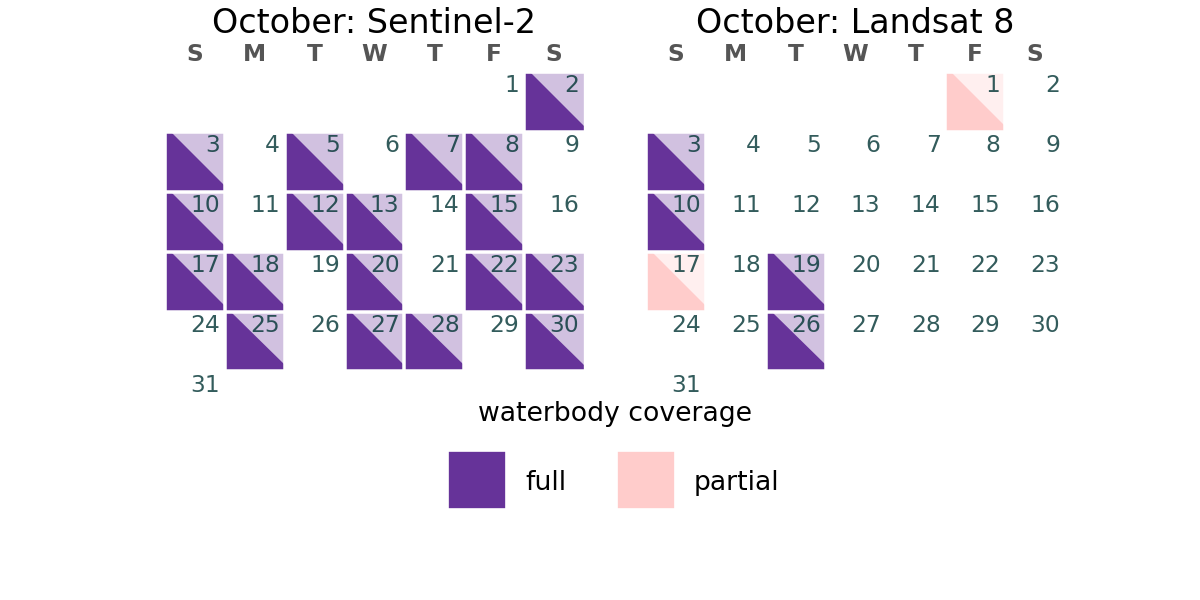 October: Sentinel-2
S M T W T F S
1 2
3 4 5 6 7 8 9
10 11 12 13 14 15 16
17 18 19 20 21 22 23
24 25 26 27 28 29 30
31
October: Landsat 8
S M T W T F S
1 2
3 4 5 6 7 8 9
10 11 12 13 14 15 16
17 18 19 20 21 22 23
24 25 26 27 28 29 30
31
waterbody coverage
full partial